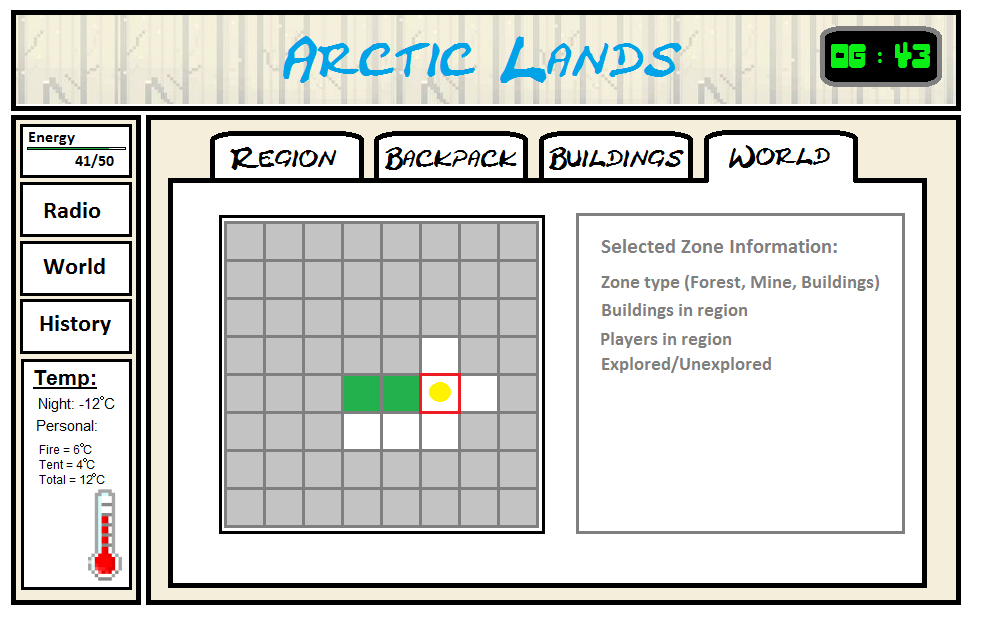 Arctic Lands
06 : 43
Energy
41/50
Radio
World
History
Temp:
Night: -12°C
Personal:
Fire = 6°C
Tent = 4°C
Total = 12°C
Region
Backpack
Buildings
World
Selected Zone Information:
Zone type (Forest, Mine, Buildings)
Buildings in region
Players in region
Explored/Unexplored